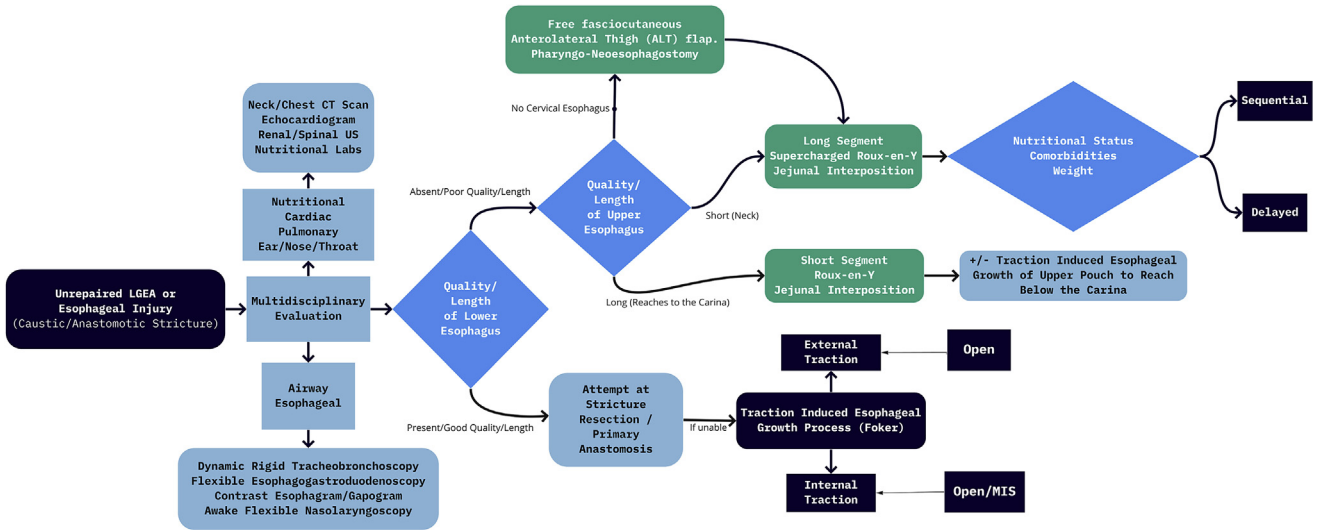 Unrepaired LGEA or
Esophageal Injury
(Caustic/Anastomotic Stricture)
Multidisciplinary
Evaluation
Nutritional
Cardiac
Pulmonary
Ear/Nose/Throat
Neck/Chest CT Scan
Echocardiogram
Renal/Spinal US
Nutritional Labs
Airway
Esophageal
Dynamic Rigid Tracheobronchoscopy
Flexible Esophagogastroduodenoscopy
Contrast Esophagram/Gapogram
Awake Flexible Nasolaryngoscopy
Quality/
Length
of Lower
Esophagus
Absent/Poor Quality/Length
Quality/
Length
of Upper
Esophagus
No Cervical Esophagus
Free fasciocutaneous
Anterolateral Thigh (ALT) flap.
Pharyngo-Neoesophagostomy
Short (Neck)
Long Segment
Supercharged Roux-en-Y
Jejunal Interposition
Nutritional Status
Comorbidities
Weight
Sequential
Delayed
Long (Reaches to the Carina)
Short Segment
Roux-en-Y
Jejunal Interposition
+/- Traction Induced Esophageal
Growth of Upper Pouch to Reach
Below the Carina
Present/Good Quality/Length
Attempt at
Stricture
Resection /
Primary
Anastomosis
If unable
Traction Induced Esophageal
Growth Process (Foker)
External
Traction
Open
Internal
Traction
Open/MIS